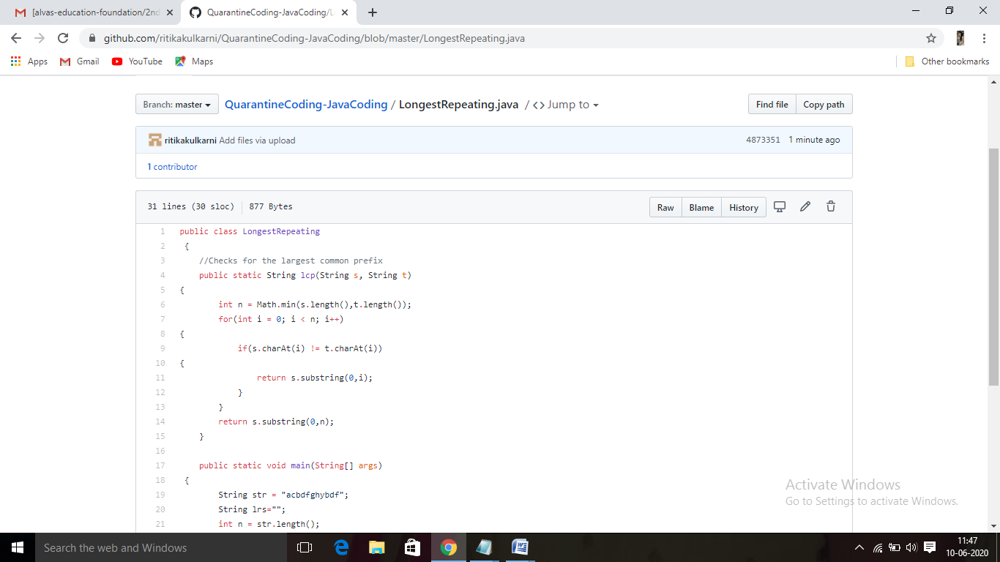 [alvas-education-foundation/2nd
QuarantineCoding-JavaCoding/L
github.com/ritikakulkarni/QuarantineCoding-JavaCoding/blob/master/LongestRepeating.java
Apps Gmail YouTube Maps Other bookmarks
Branch: master QuarantineCoding-JavaCoding / LongestRepeating.java / <> Jump to Find file Copy path
ritikakulkarni Add files via upload 4873351 1 minute ago
1 contributor
31 lines (30 sloc) 877 Bytes Raw Blame History
1 public class LongestRepeating
2 {
3 //Checks for the largest common prefix
4 public static String lcp(String s, String t)
5 {
6 int n = Math.min(s.length(),t.length());
7 for(int i = 0; i < n; i++)
8 {
9 if(s.charAt(i) != t.charAt(i))
10 {
11 return s.substring(0,i);
12 }
13 }
14 return s.substring(0,n);
15 }
16
17 public static void main(String[] args)
18 {
19 String str = "acbdfghybdf";
20 String lrs="";
21 int n = str.length();
Activate Windows
Go to Settings to activate Windows.
Search the web and Windows
11:47
10-06-2020